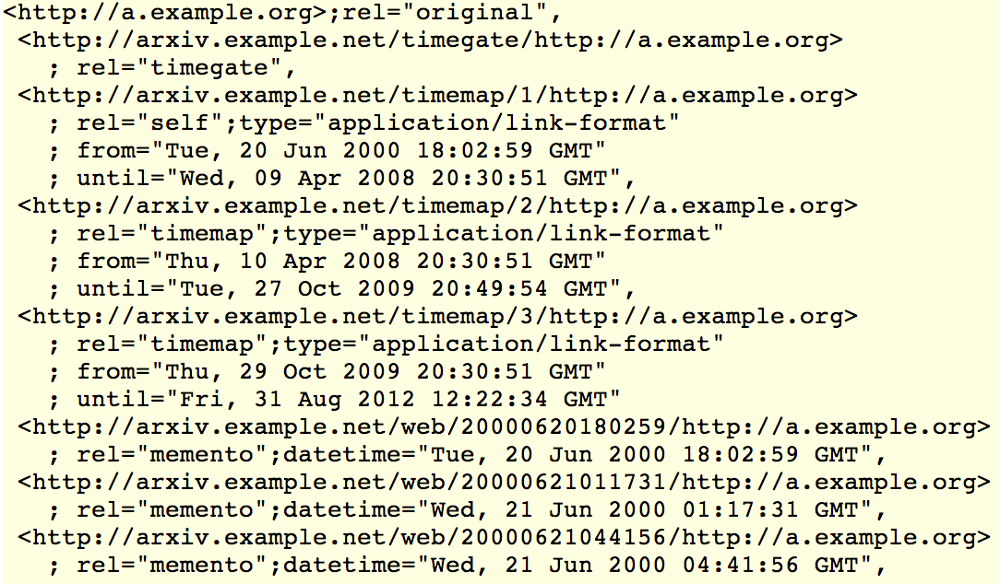 <http://a.example.org>;rel="original",
<http://arxiv.example.net/timegate/http://a.example.org>
; rel="timegate",
<http://arxiv.example.net/timemap/1/http://a.example.org>
; rel="self";type="application/link-format"
; from="Tue, 20 Jun 2000 18:02:59 GMT"
; until="Wed, 09 Apr 2008 20:30:51 GMT",
<http://arxiv.example.net/timemap/2/http://a.example.org>
; rel="timemap";type="application/link-format"
; from="Thu, 10 Apr 2008 20:30:51 GMT"
; until="Tue, 27 Oct 2009 20:49:54 GMT",
<http://arxiv.example.net/timemap/3/http://a.example.org>
; rel="timemap";type="application/link-format"
; from="Thu, 29 Oct 2009 20:30:51 GMT"
; until="Fri, 31 Aug 2012 12:22:34 GMT"
<http://arxiv.example.net/web/20000620180259/http://a.example.org>
; rel="memento";datetime="Tue, 20 Jun 2000 18:02:59 GMT",
<http://arxiv.example.net/web/20000621011731/http://a.example.org>
; rel="memento";datetime="Wed, 21 Jun 2000 01:17:31 GMT",
<http://arxiv.example.net/web/20000621044156/http://a.example.org>
; rel="memento";datetime="Wed, 21 Jun 2000 04:41:56 GMT",